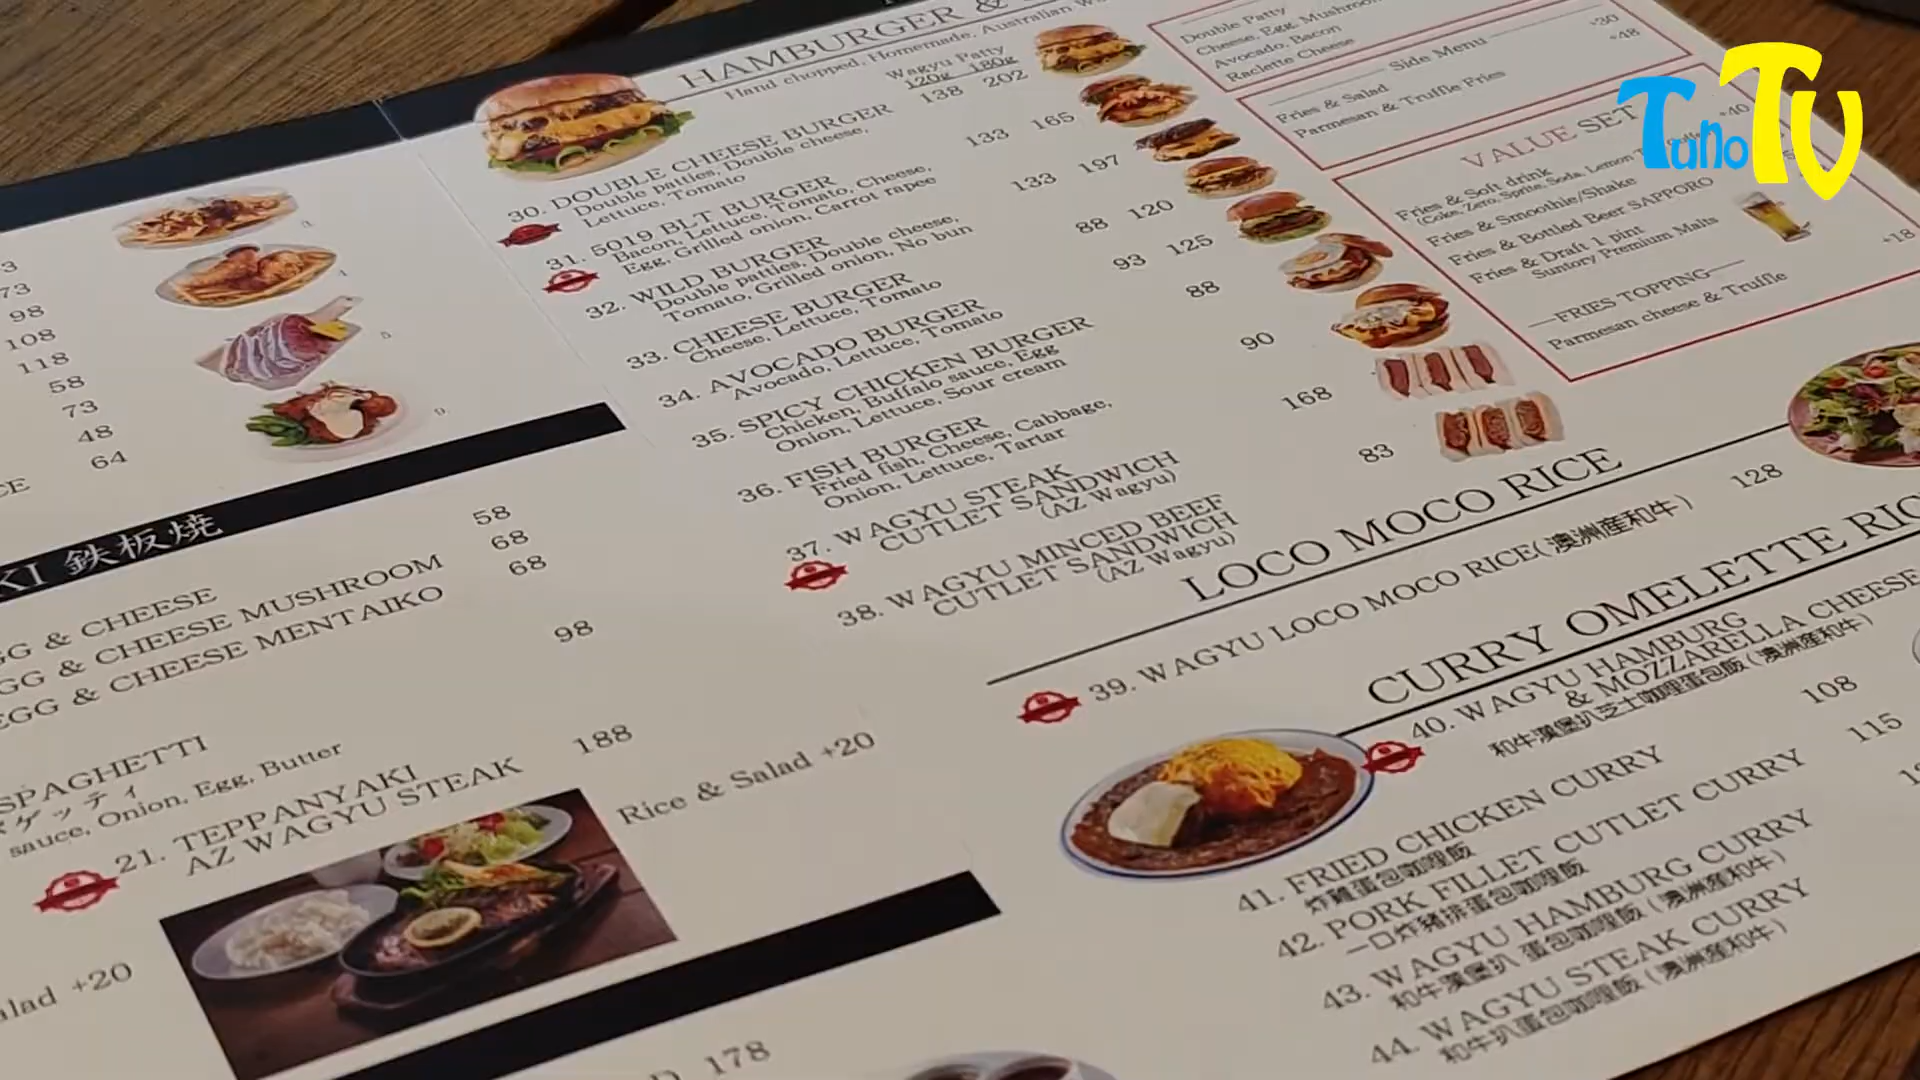 3
73
98
108
118
58
73
48
64
CE
KI 鉄板焼
GG & CHEESE 58
GG & CHEESE MUSHROOM 68
EGG & CHEESE MENTAIKO 68
SPAGHETTI 98
sauce, Onion, Egg, Butter
21. TEPPANYAKI
AZ WAGYU STEAK 188
Rice & Salad +20
+20
178
HAMBURGER &
Hand chopped, Homemade, Australian
Wagyu Patty
120g 180g
30. DOUBLE CHEESE BURGER 138 202
Double patties, Double cheese,
Lettuce, Tomato
31. 5019 BLT BURGER 133 165
Bacon, Lettuce, Tomato, Cheese,
Egg, Grilled onion, Carrot rapee
32. WILD BURGER 133 197
Double patties, Double cheese,
Tomato, Grilled onion, No bun
33. CHEESE BURGER 88 120
Cheese, Lettuce, Tomato
34. AVOCADO BURGER 93 125
Avocado, Lettuce, Tomato
35. SPICY CHICKEN BURGER 88
Chicken, Buffalo sauce, Egg
Onion, Lettuce, Sour cream
36. FISH BURGER 90
Fried fish, Cheese, Cabbage,
Onion, Lettuce, Tartar
37. WAGYU STEAK
CUTLET SANDWICH 168
(AZ Wagyu)
38. WAGYU MINCED BEEF
CUTLET SANDWICH 83
(AZ Wagyu)
Double Patty
Cheese, Egg, Mushroom
Avocado, Bacon
Raclette Cheese
Side Menu
Fries & Salad +30
Parmesan & Truffle Fries +48
VALUE SET
Fries & Soft drink +40
(Coke, Zero, Sprite, Soda, Lemon
Fries & Smoothie/Shake
Fries & Bottled Beer SAPPORO
Fries & Draft 1 pint
Suntory Premium Malts
FRIES TOPPING
Parmesan cheese & Truffle +18
LOCO MOCO RICE
39. WAGYU LOCO MOCO RICE(澳洲産和牛) 128
CURRY OMELETTE RIC
40. WAGYU HAMBURG
& MOZZARELLA CHEESE
和牛漢堡扒芝士咖哩蛋包飯(澳洲産和牛)
41. FRIED CHICKEN CURRY 108
炸雞蛋包咖哩飯
42. PORK FILLET CUTLET CURRY 115
一口炸豬排蛋包咖哩飯
43. WAGYU HAMBURG CURRY
和牛漢堡扒 蛋包咖哩飯(澳洲産和牛)
44. WAGYU STEAK CURRY
和牛扒蛋包咖哩飯(澳洲産和牛)
TunoTV